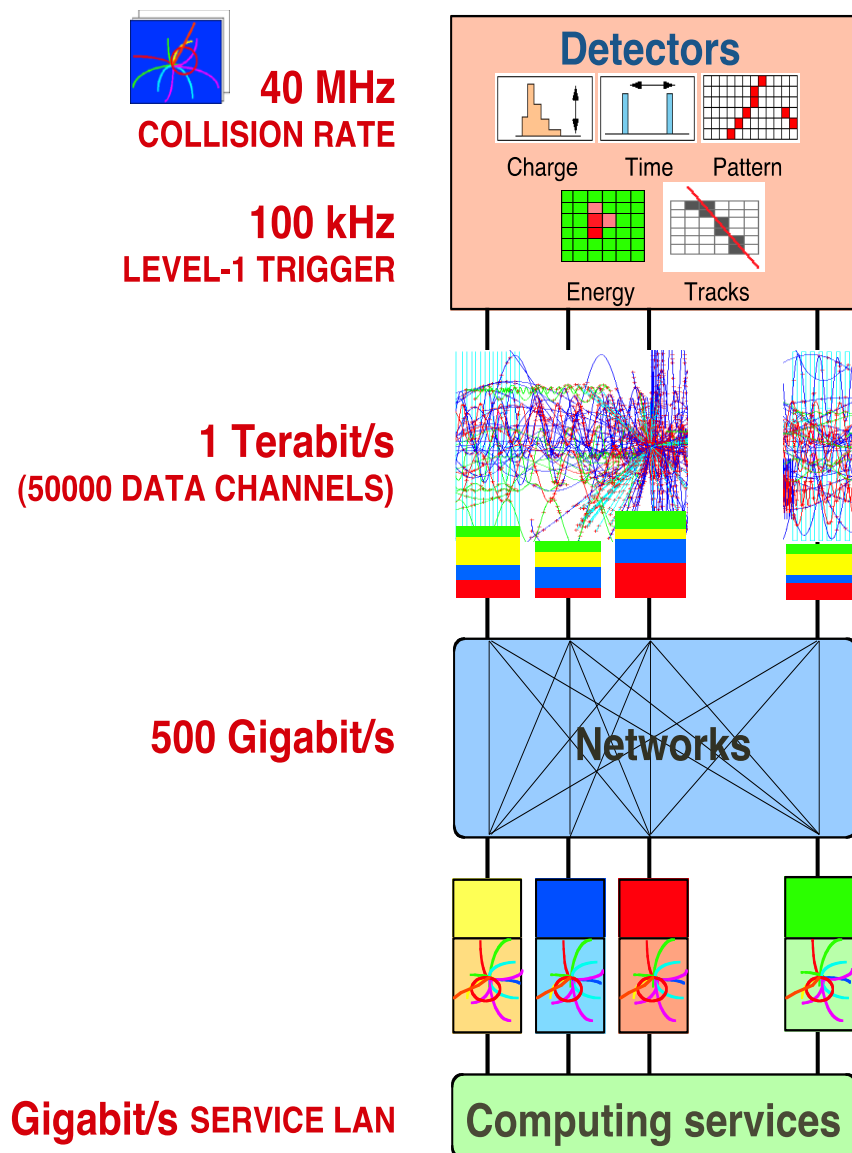 Detectors
40 MHz
COLLISION RATE
Charge Time Pattern
100 kHz
LEVEL-1 TRIGGER
Energy Tracks
1 Terabit/s
(50000 DATA CHANNELS)
500 Gigabit/s
Networks
Gigabit/s SERVICE LAN
Computing services